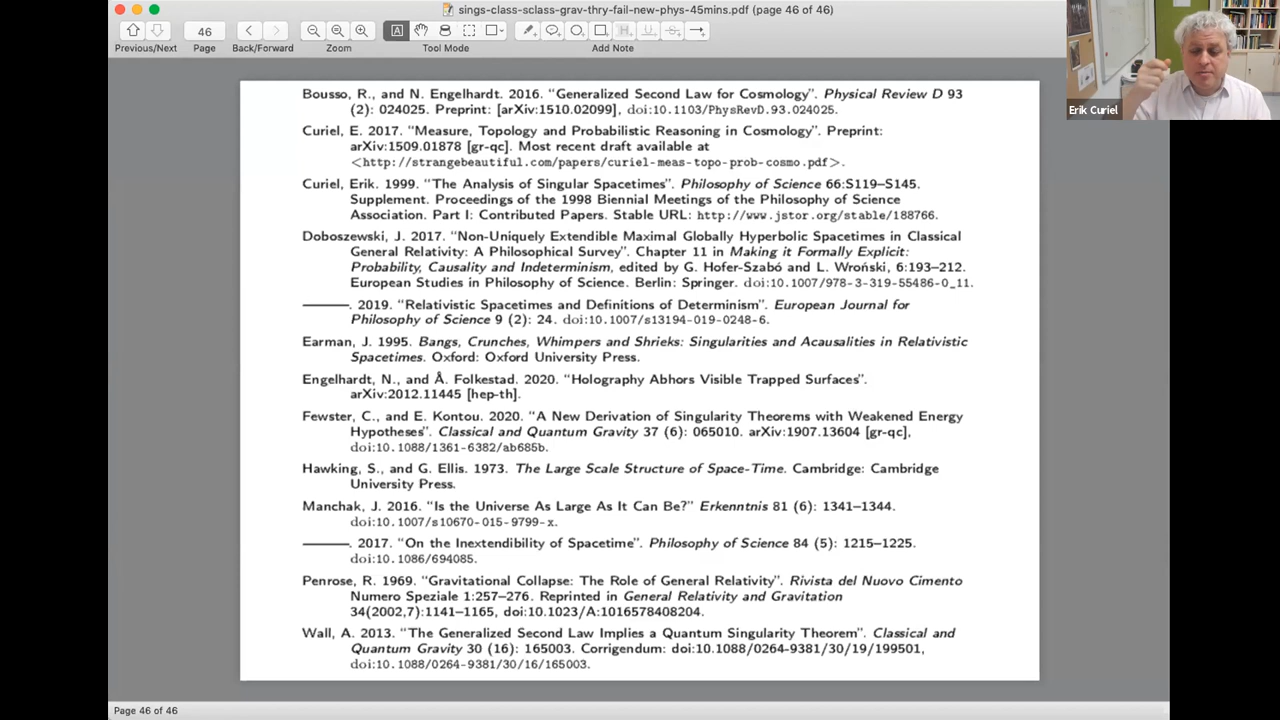 sings-class-sclass-grav-thry-fail-new-phys-45mins.pdf (page 46 of 46)
46
Previous/Next
Page
Back/Forward
Zoom
Tool Mode
Add Note
Erik Curiel
Bousso, R., and N. Engelhardt. 2016. “Generalized Second Law for Cosmology”. Physical Review D 93
(2): 024025. Preprint: [arXiv:1510.02099], doi:10.1103/PhysRevD.93.024025.
Curiel, E. 2017. “Measure, Topology and Probabilistic Reasoning in Cosmology”. Preprint:
arXiv:1509.01878 [gr-qc]. Most recent draft available at
<http://strangebeautiful.com/papers/curiel-meas-topo-prob-cosmo.pdf>.
Curiel, Erik. 1999. “The Analysis of Singular Spacetimes”. Philosophy of Science 66:S119–S145.
Supplement. Proceedings of the 1998 Biennial Meetings of the Philosophy of Science
Association. Part I: Contributed Papers. Stable URL: http://www.jstor.org/stable/188766.
Doboszewski, J. 2017. “Non-Uniquely Extendible Maximal Globally Hyperbolic Spacetimes in Classical
General Relativity: A Philosophical Survey”. Chapter 11 in Making it Formally Explicit:
Probability, Causality and Indeterminism, edited by G. Hofer-Szabó and L. Wroński, 6:193–212.
European Studies in Philosophy of Science. Berlin: Springer. doi:10.1007/978-3-319-55486-0_11.
———. 2019. “Relativistic Spacetimes and Definitions of Determinism”. European Journal for
Philosophy of Science 9 (2): 24. doi:10.1007/s13194-019-0248-6.
Earman, J. 1995. Bangs, Crunches, Whimpers and Shrieks: Singularities and Acausalities in Relativistic
Spacetimes. Oxford: Oxford University Press.
Engelhardt, N., and Å. Folkestad. 2020. “Holography Abhors Visible Trapped Surfaces”.
arXiv:2012.11445 [hep-th].
Fewster, C., and E. Kontou. 2020. “A New Derivation of Singularity Theorems with Weakened Energy
Hypotheses”. Classical and Quantum Gravity 37 (6): 065010. arXiv:1907.13604 [gr-qc],
doi:10.1088/1361-6382/ab685b.
Hawking, S., and G. Ellis. 1973. The Large Scale Structure of Space-Time. Cambridge: Cambridge
University Press.
Manchak, J. 2016. “Is the Universe As Large As It Can Be?” Erkenntnis 81 (6): 1341–1344.
doi:10.1007/s10670-015-9799-x.
———. 2017. “On the Inextendibility of Spacetime”. Philosophy of Science 84 (5): 1215–1225.
doi:10.1086/694085.
Penrose, R. 1969. “Gravitational Collapse: The Role of General Relativity”. Rivista del Nuovo Cimento
Numero Speziale 1:257–276. Reprinted in General Relativity and Gravitation
34(2002,7):1141–1165, doi:10.1023/A:1016578408204.
Wall, A. 2013. “The Generalized Second Law Implies a Quantum Singularity Theorem”. Classical and
Quantum Gravity 30 (16): 165003. Corrigendum: doi:10.1088/0264-9381/30/19/199501,
doi:10.1088/0264-9381/30/16/165003.
Page 46 of 46